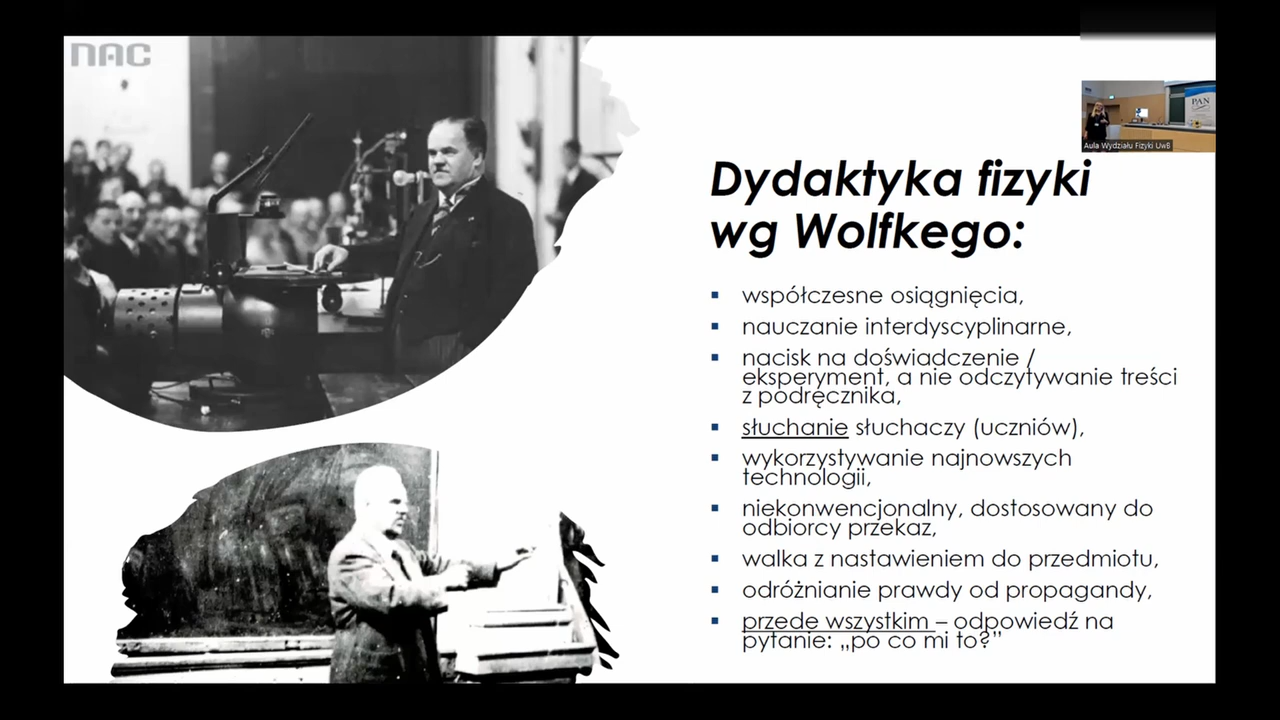 NAC
PAN
Aula Wydziału Fizyki UwB
Dydaktyka fizyki
wg Wolfkego:
współczesne osiągnięcia,
nauczanie interdyscyplinarne,
nacisk na doświadczenie /
eksperyment, a nie odczytywanie treści
z podręcznika,
słuchanie słuchaczy (uczniów),
wykorzystywanie najnowszych
technologii,
niekonwencjonalny, dostosowany do
odbiorcy przekaz,
walka z nastawieniem do przedmiotu,
odróżnianie prawdy od propagandy,
przede wszystkim – odpowiedź na
pytanie: „po co mi to?”